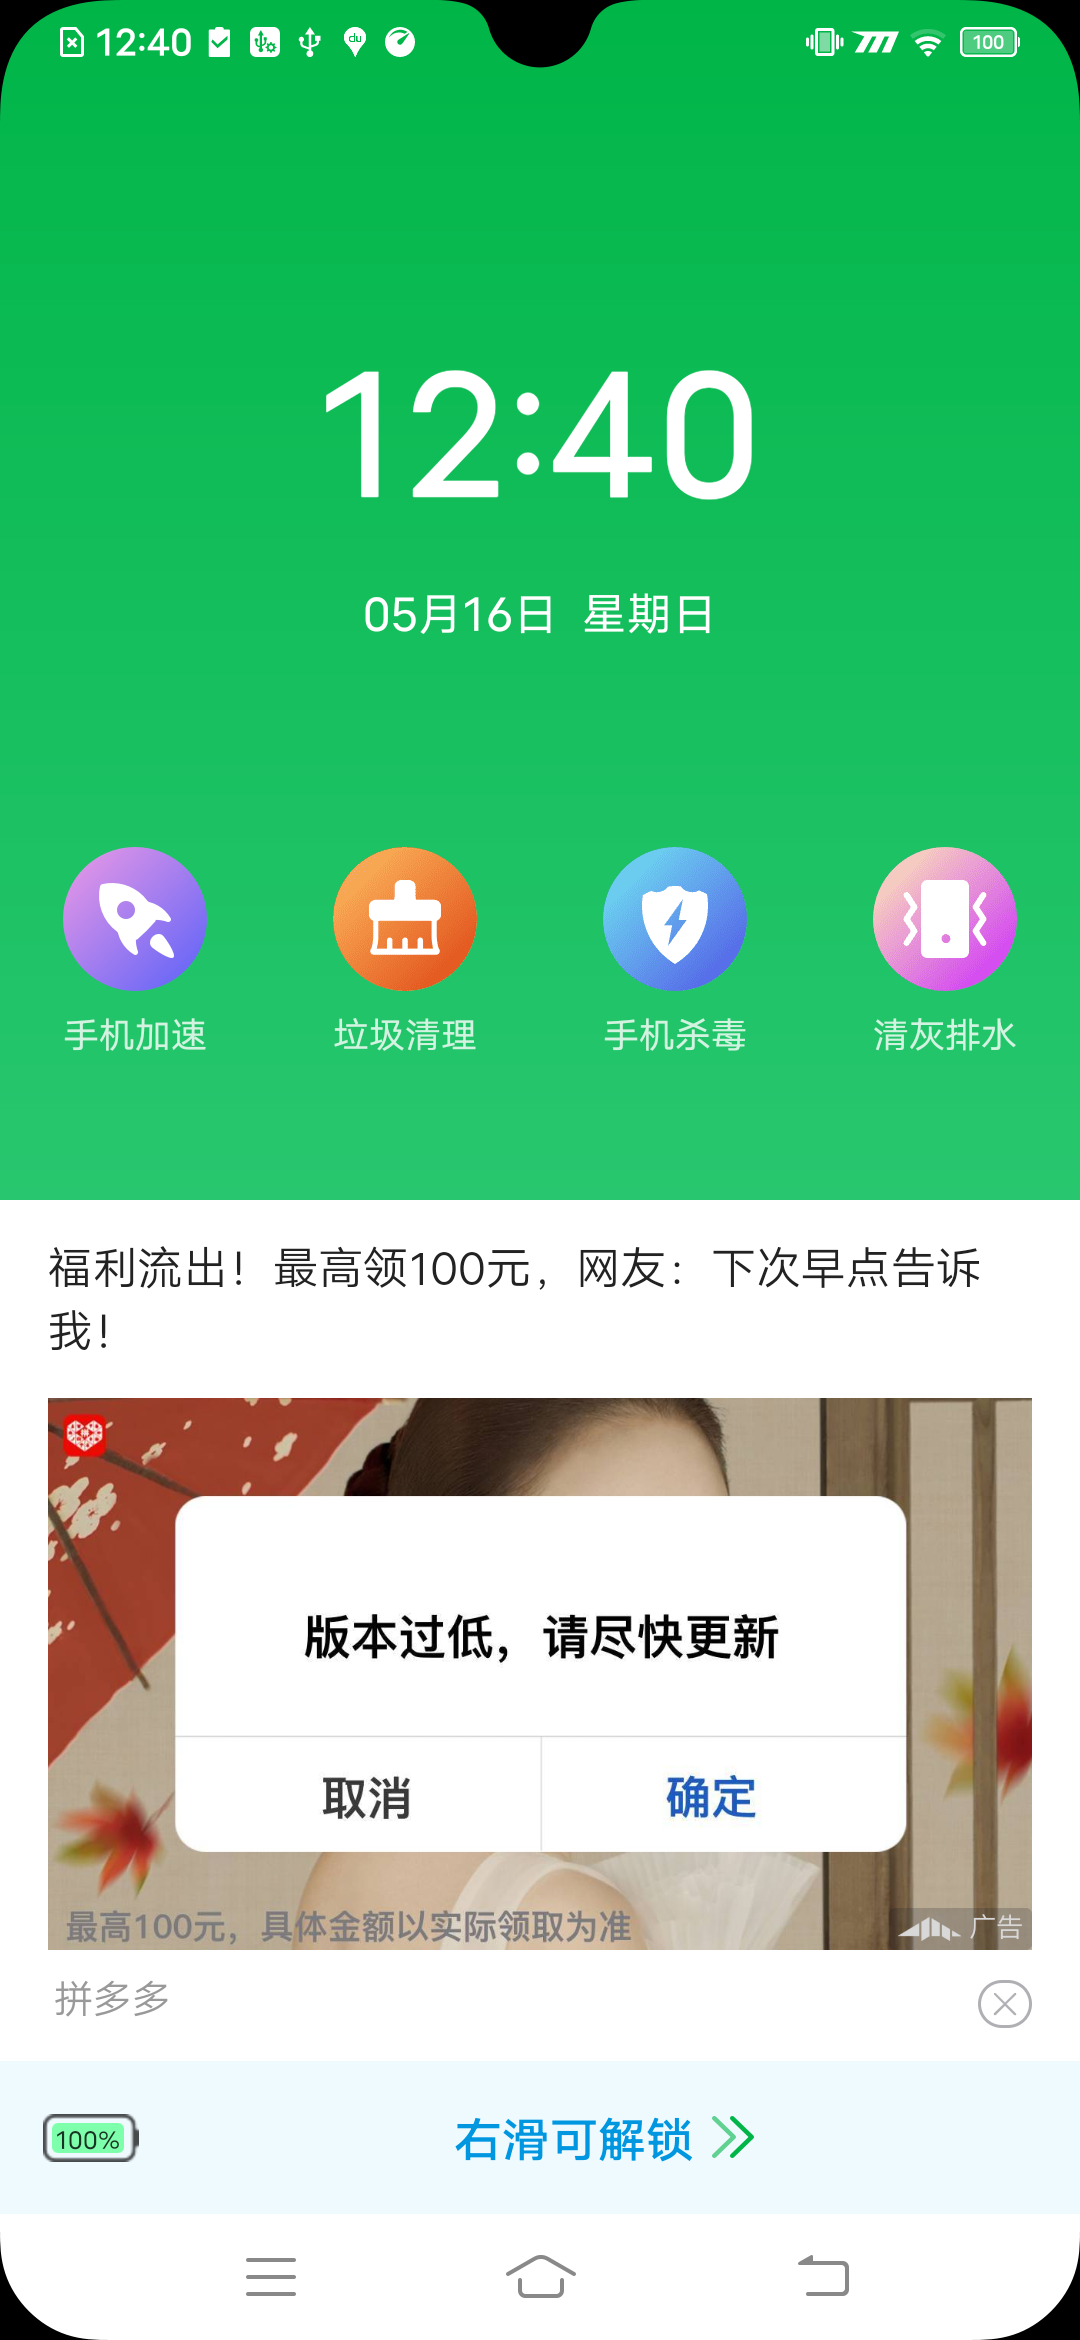 12:40
100
12:40
05月16日 星期日
手机加速 垃圾清理 手机杀毒 清灰排水
福利流出！最高领100元，网友：下次早点告诉
我！
版本过低，请尽快更新
取消 确定
最高100元，具体金额以实际领取为准
广告
拼多多
100%
右滑可解锁